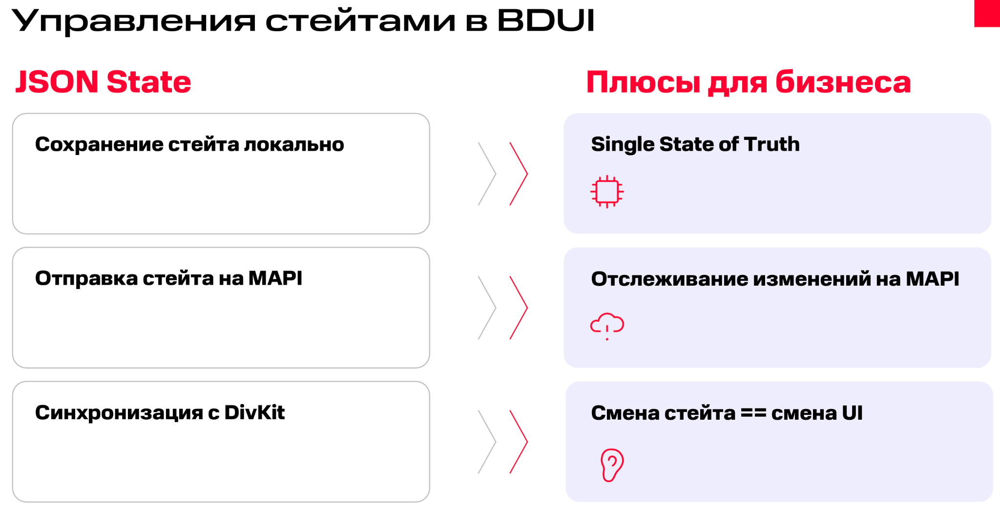 Управления стейтами в BDUI
JSON State
Плюсы для бизнеса
Сохранение стейта локально
Single State of Truth
Отправка стейта на MAPI
Отслеживание изменений на MAPI
Синхронизация с DivKit
Смена стейта == смена UI